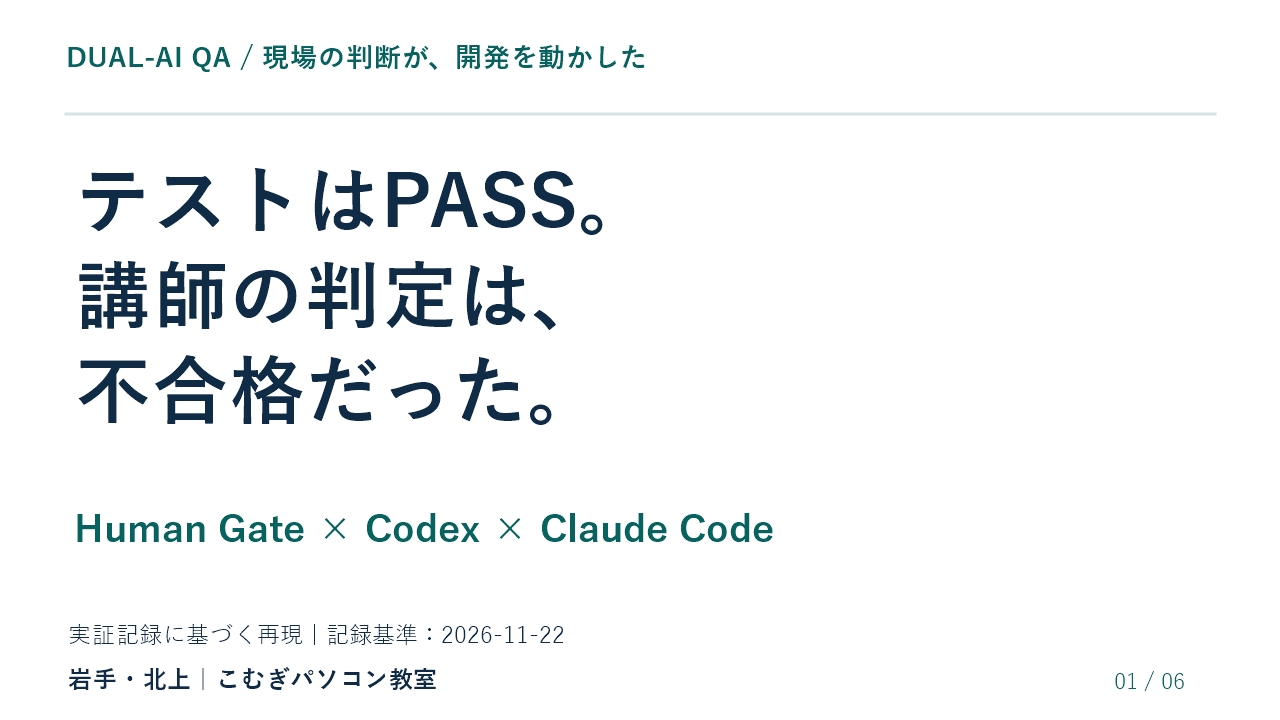 DUAL-AI QA / 現場の判断が、開発を動かした
テストはPASS。
講師の判定は、
不合格だった。
Human Gate × Codex × Claude Code
実証記録に基づく再現｜記録基準：2026-11-22
岩手・北上｜こむぎパソコン教室
01 / 06